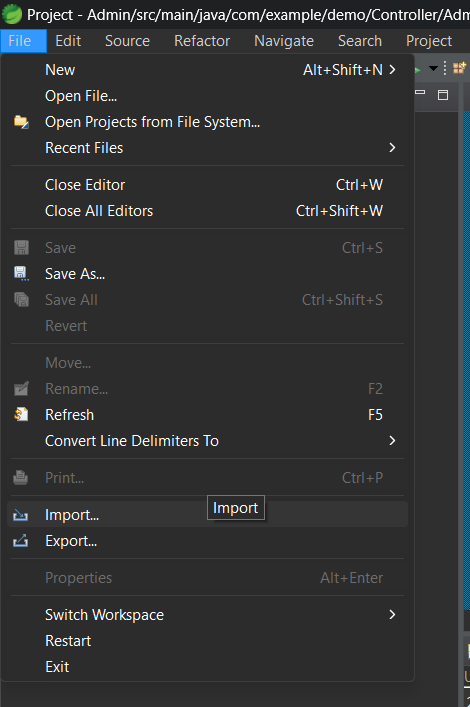 Project - Admin/src/main/java/com/example/demo/Controller/Adm
File Edit Source Refactor Navigate Search Project
New Alt+Shift+N
Open File...
Open Projects from File System...
Recent Files
Close Editor Ctrl+W
Close All Editors Ctrl+Shift+W
Save Ctrl+S
Save As...
Save All Ctrl+Shift+S
Revert
Move...
Rename... F2
Refresh F5
Convert Line Delimiters To
Print... Ctrl+P
Import... Import
Export...
Properties Alt+Enter
Switch Workspace
Restart
Exit